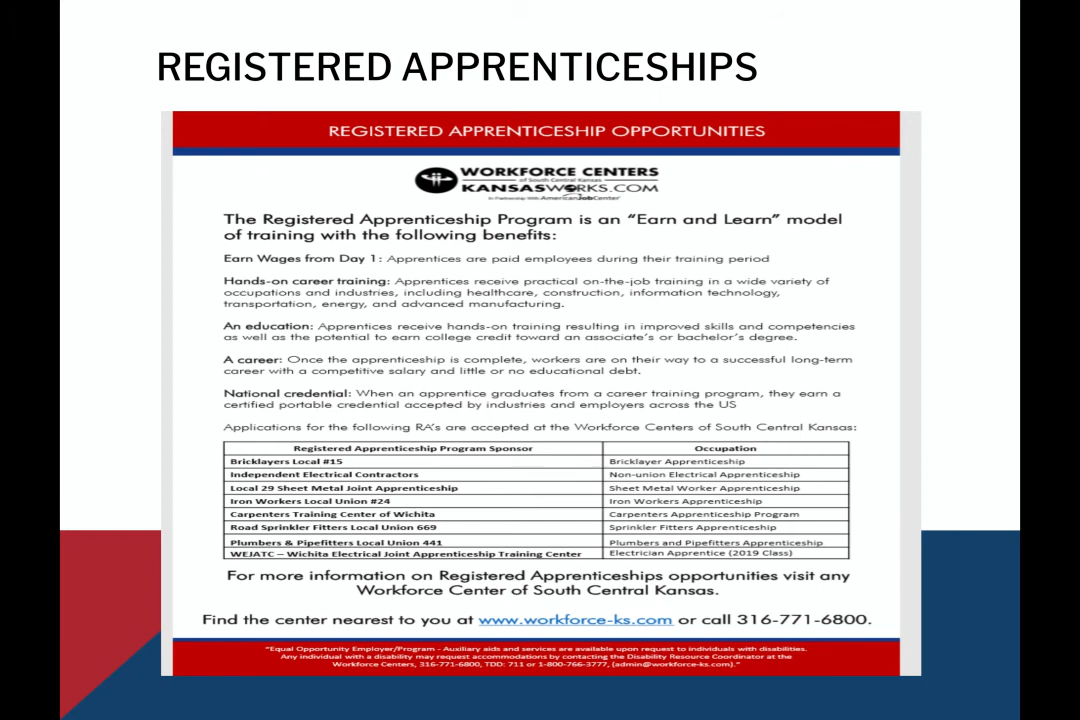 REGISTERED APPRENTICESHIPS
REGISTERED APPRENTICESHIP OPPORTUNITIES
WORKFORCE CENTERS
of South Central Kansas
KANSASWORKS.COM
In Partnership With AmericanJobCenter
The Registered Apprenticeship Program is an “Earn and Learn” model
of training with the following benefits:
Earn Wages from Day 1: Apprentices are paid employees during their training period
Hands-on career training: Apprentices receive practical on-the-job training in a wide variety of
occupations and industries, including healthcare, construction, information technology,
transportation, energy, and advanced manufacturing.
An education: Apprentices receive hands-on training resulting in improved skills and competencies
as well as the potential to earn college credit toward an associate’s or bachelor’s degree.
A career: Once the apprenticeship is complete, workers are on their way to a successful long-term
career with a competitive salary and little or no educational debt.
National credential: When an apprentice graduates from a career training program, they earn a
certified portable credential accepted by industries and employers across the US
Applications for the following RA’s are accepted at the Workforce Centers of South Central Kansas:
Registered Apprenticeship Program Sponsor Occupation
Bricklayers Local #15 Bricklayer Apprenticeship
Independent Electrical Contractors Non-union Electrical Apprenticeship
Local 29 Sheet Metal Joint Apprenticeship Sheet Metal Worker Apprenticeship
Iron Workers Local Union #24 Iron Workers Apprenticeship
Carpenters Training Center of Wichita Carpenters Apprenticeship Program
Road Sprinkler Fitters Local Union 669 Sprinkler Fitters Apprenticeship
Plumbers & Pipefitters Local Union 441 Plumbers and Pipefitters Apprenticeship
WEJATC – Wichita Electrical Joint Apprenticeship Training Center Electrician Apprentice (2019 Class)
For more information on Registered Apprenticeships opportunities visit any
Workforce Center of South Central Kansas.
Find the center nearest to you at www.workforce-ks.com or call 316-771-6800.
“Equal Opportunity Employer/Program - Auxiliary aids and services are available upon request to individuals with disabilities.
Any individual with a disability may request accommodations by contacting the Disability Resource Coordinator at the
Workforce Centers, 316-771-6800, TDD: 711 or 1-800-766-3777, (admin@workforce-ks.com).”